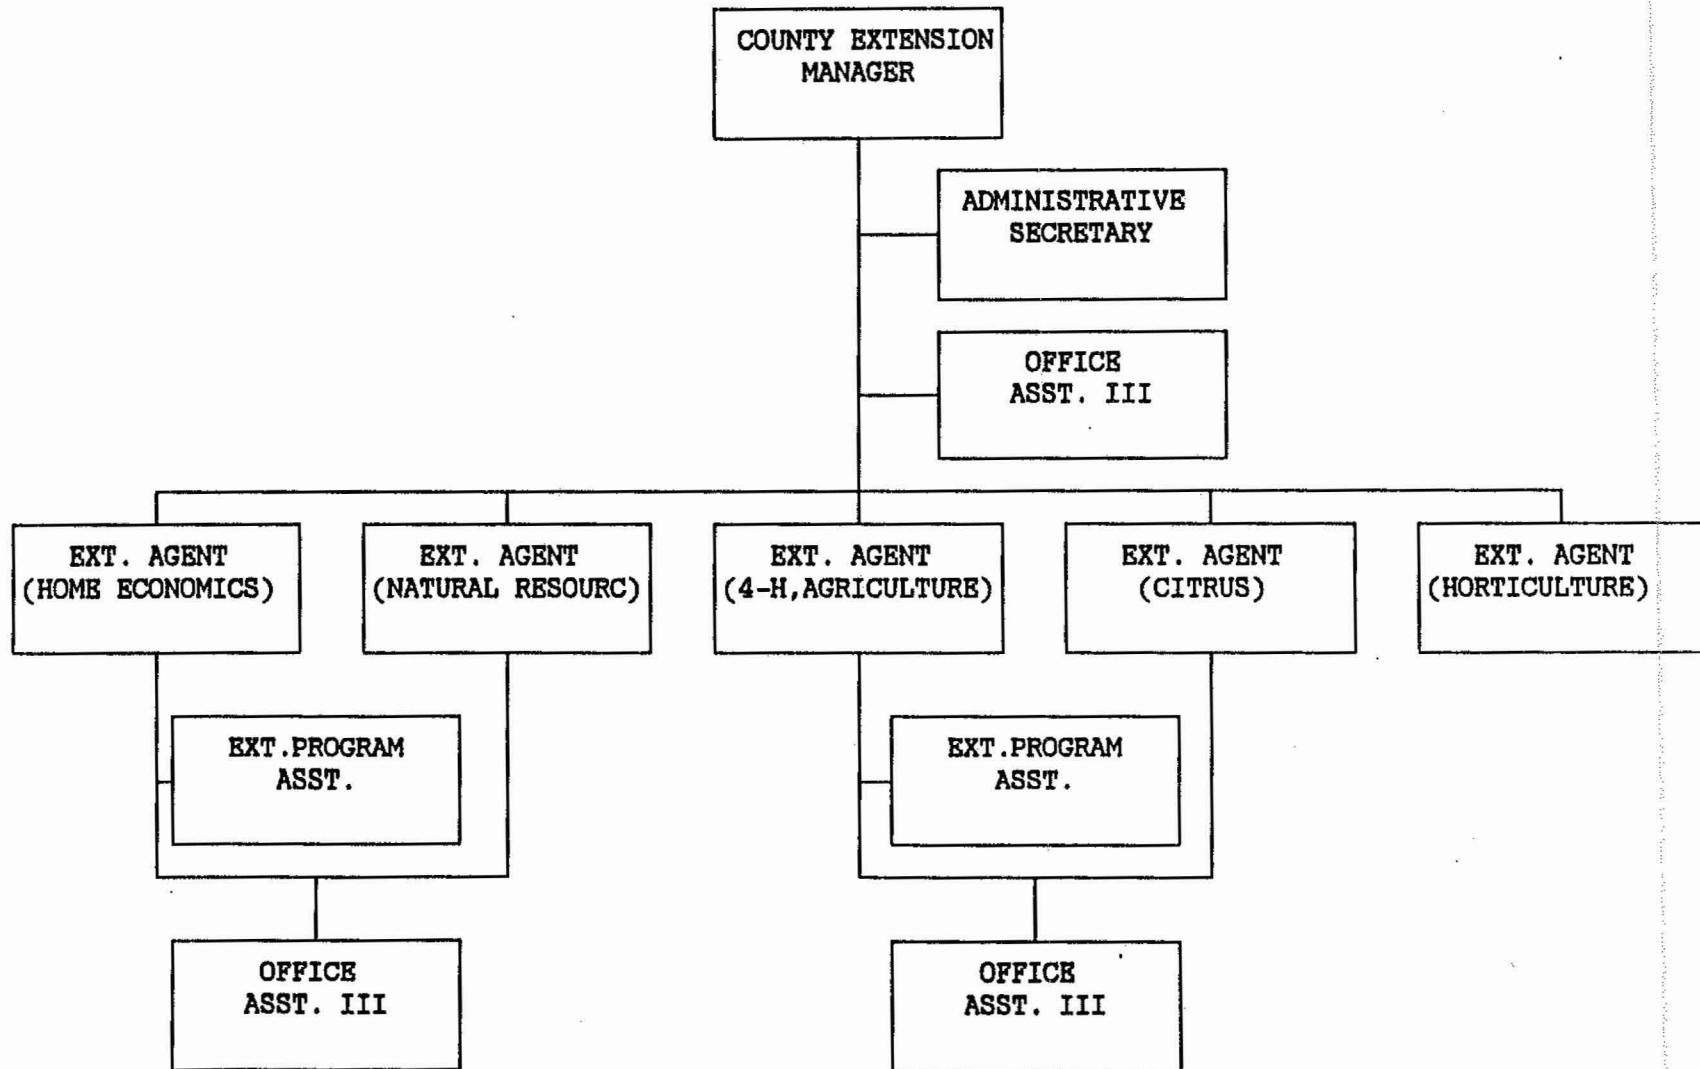 COUNTY EXTENSION
MANAGER
ADMINISTRATIVE
SECRETARY
OFFICE
ASST. III
EXT. AGENT
(HOME ECONOMICS)
EXT. AGENT
(NATURAL RESOURC)
EXT. AGENT
(4-H,AGRICULTURE)
EXT. AGENT
(CITRUS)
EXT. AGENT
(HORTICULTURE)
EXT.PROGRAM
ASST.
EXT.PROGRAM
ASST.
OFFICE
ASST. III
OFFICE
ASST. III